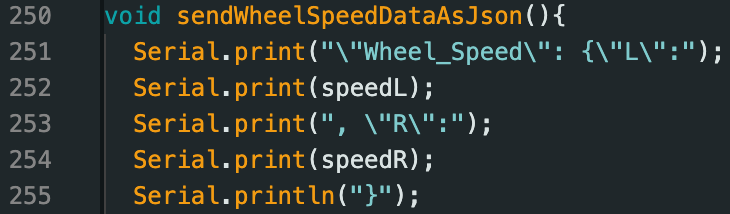 250 void sendWheelSpeedDataAsJson(){
251 Serial.print("\"Wheel_Speed\": {\"L\":");
252 Serial.print(speedL);
253 Serial.print(", \"R\":");
254 Serial.print(speedR);
255 Serial.println("}");